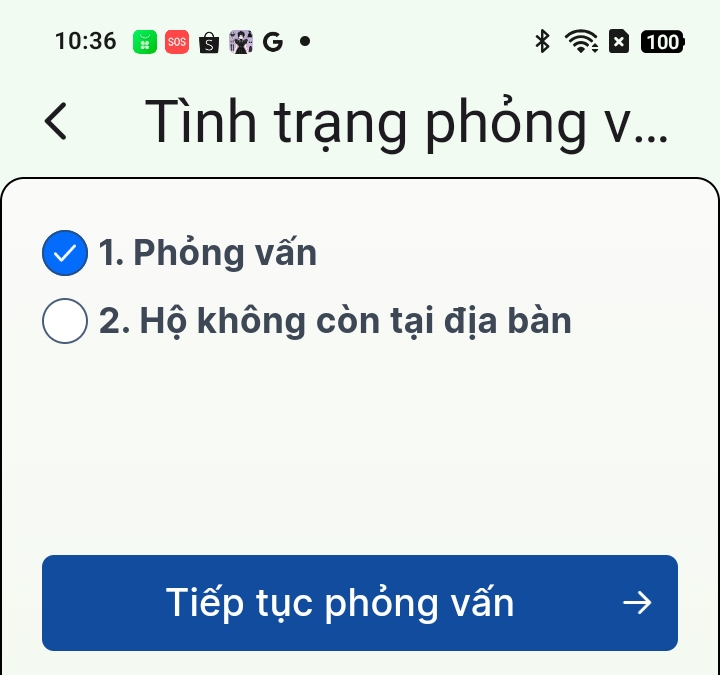 10:36 SOS S G 100
Tình trạng phỏng v...
1. Phỏng vấn
2. Hộ không còn tại địa bàn
Tiếp tục phỏng vấn